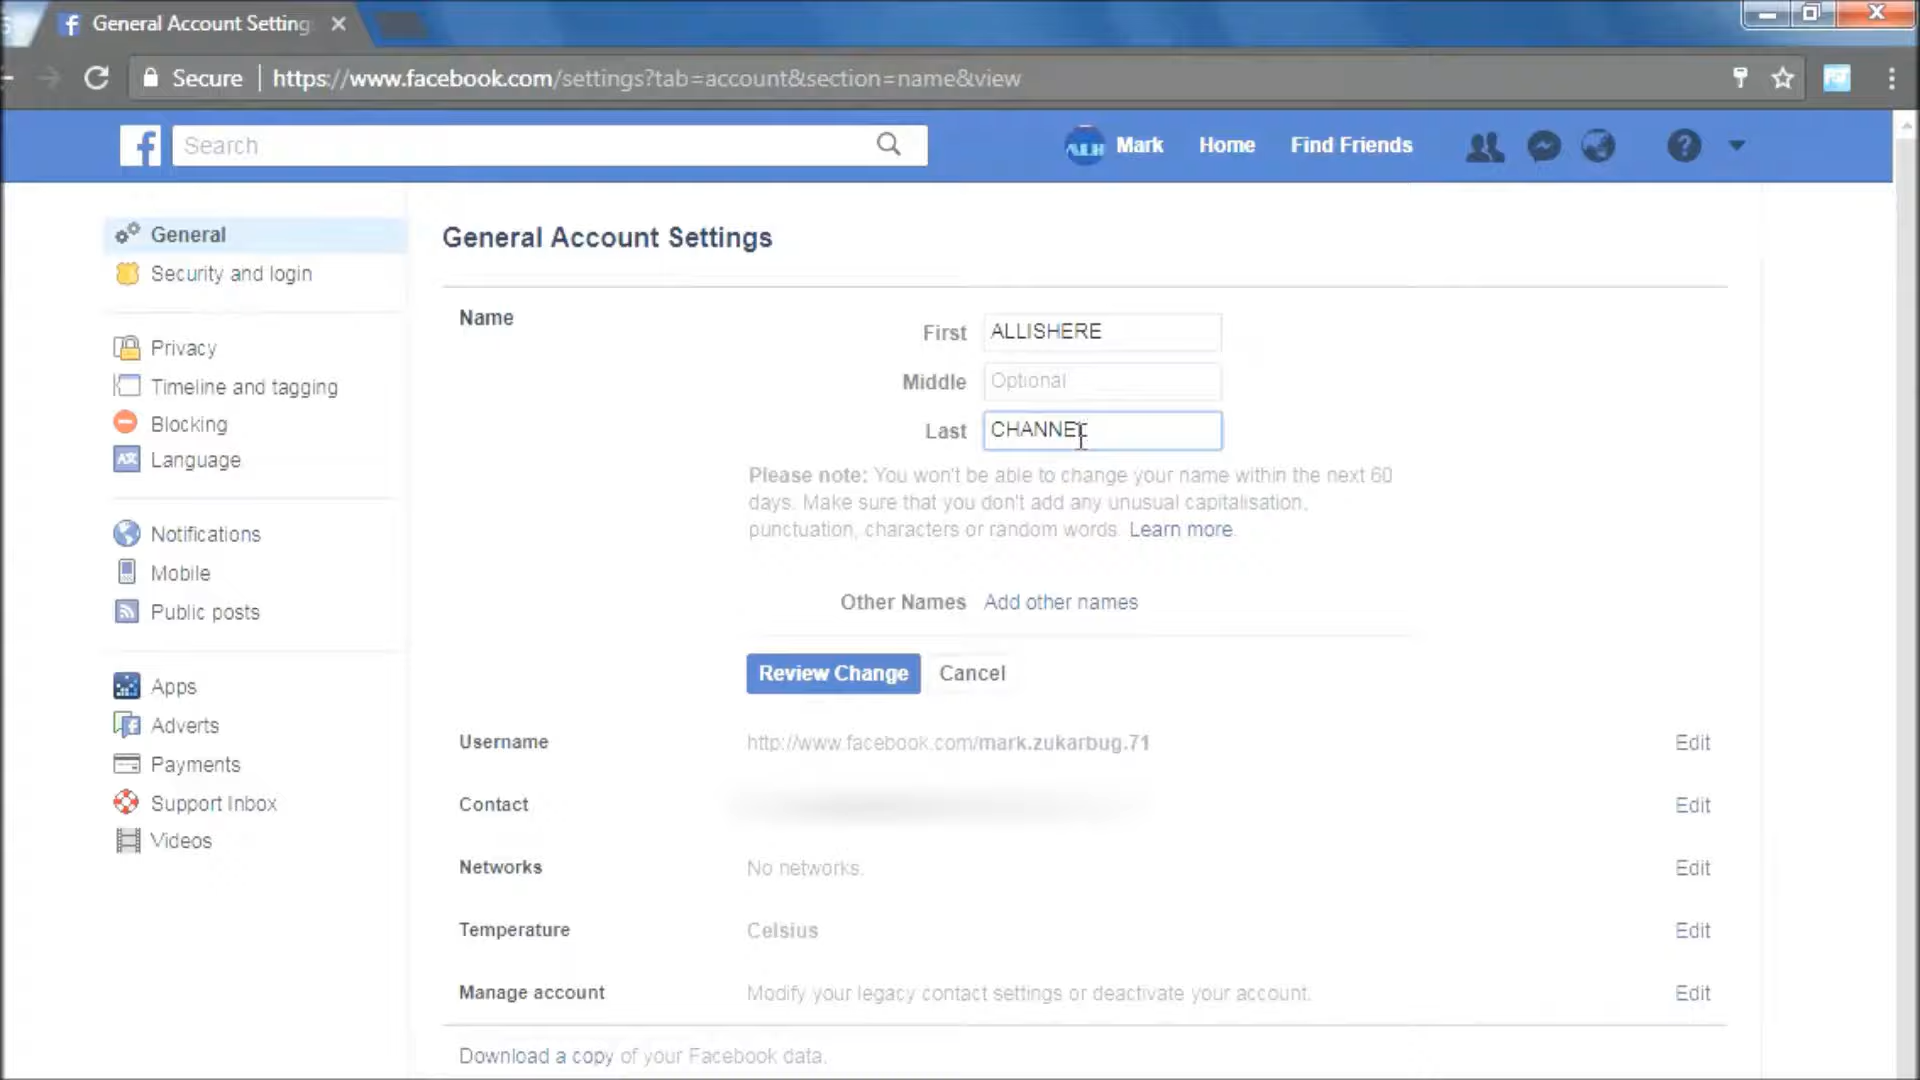 General Account Setting
Secure
https://www.facebook.com/settings?tab=account&section=name&view
Search
Mark
Home
Find Friends
General
Security and login
Privacy
Timeline and tagging
Blocking
Language
Notifications
Mobile
Public posts
Apps
Adverts
Payments
Support Inbox
Videos
General Account Settings
Name
First
ALLISHERE
Middle
Optional
Last
CHANNEL
Please note: You won't be able to change your name within the next 60
days. Make sure that you don't add any unusual capitalisation,
punctuation, characters or random words. Learn more.
Other Names Add other names
Review Change
Cancel
Username http://www.facebook.com/mark.zukarbug.71 Edit
Contact Edit
Networks No networks. Edit
Temperature Celsius Edit
Manage account Modify your legacy contact settings or deactivate your account. Edit
Download a copy of your Facebook data.